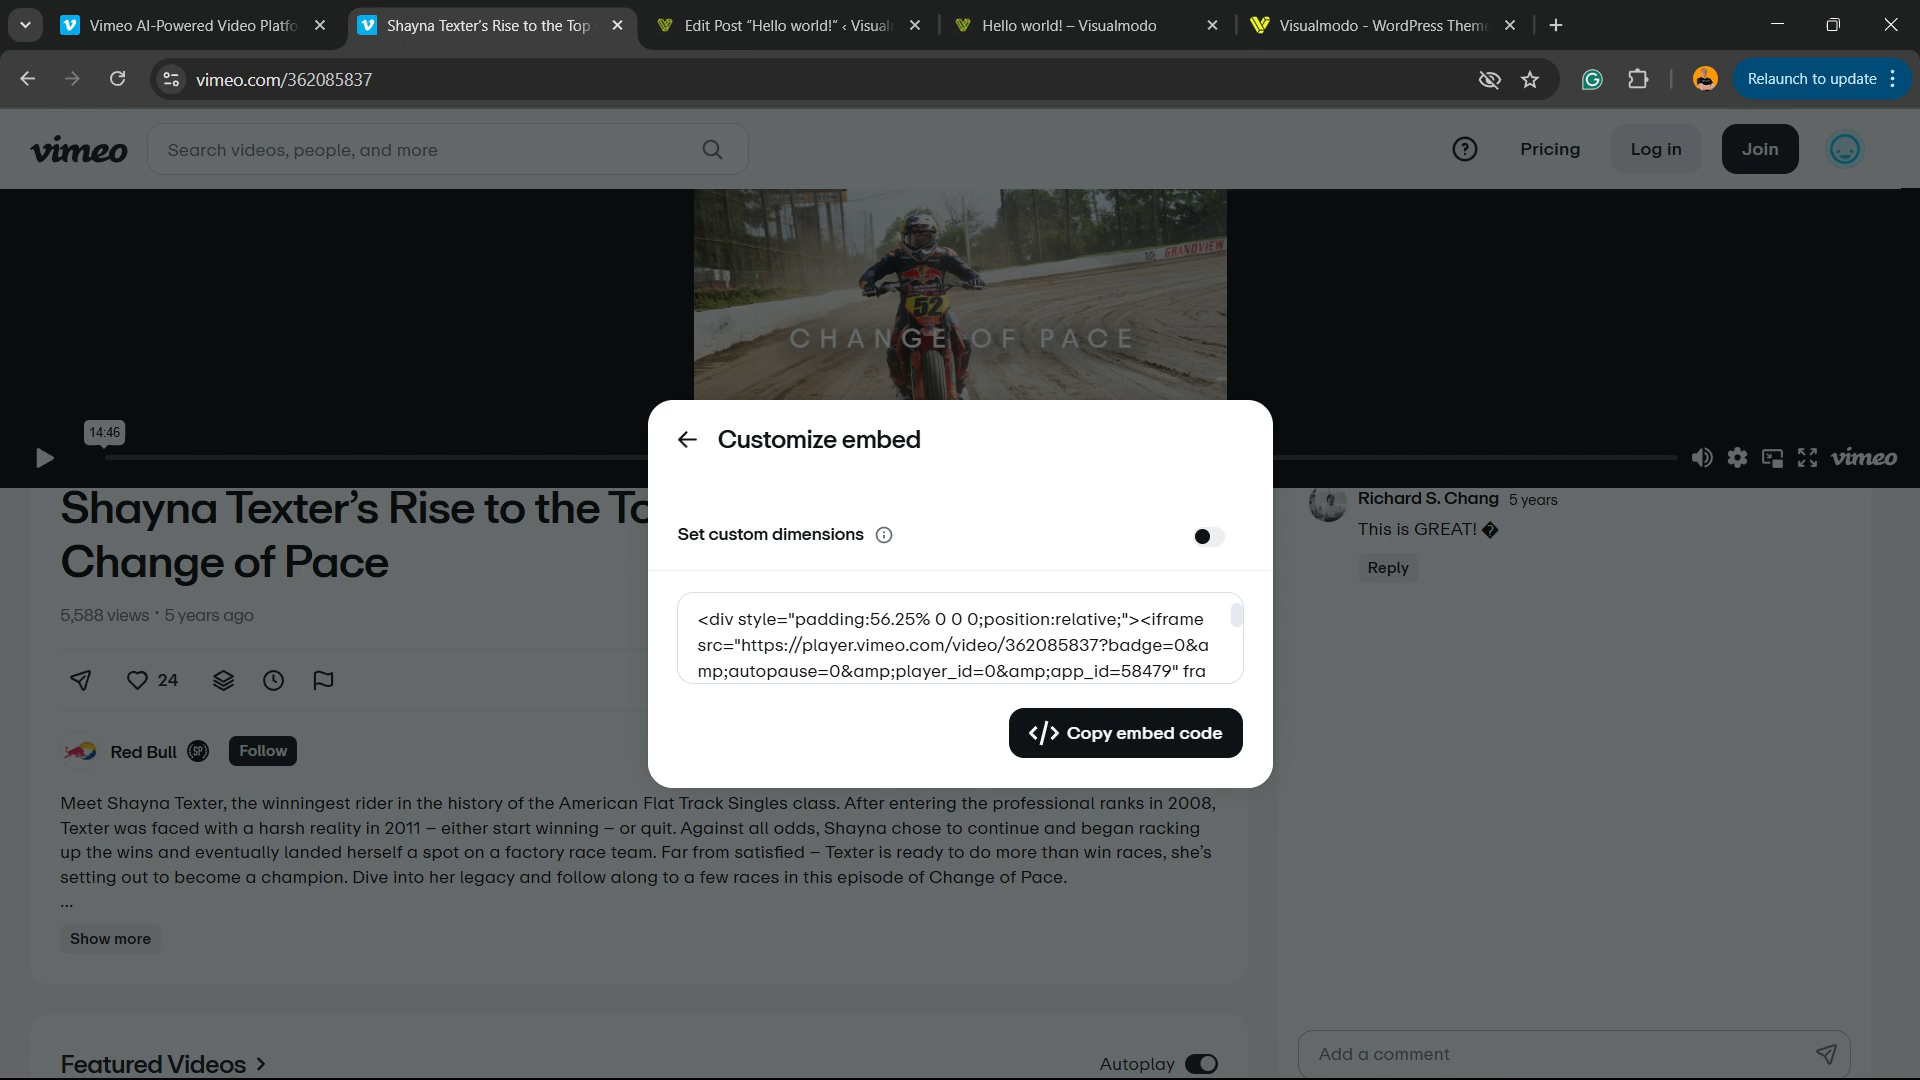 Vimeo AI-Powered Video Platfo
Shayna Texter's Rise to the Top
Edit Post “Hello world!” ‹ Visual
Hello world! – Visualmodo
Visualmodo - WordPress Theme
vimeo.com/362085837
Relaunch to update
vimeo
Search videos, people, and more
Pricing
Log in
Join
GRANDVIEW
52
CHANGE OF PACE
14:46
vimeo
Customize embed
Set custom dimensions
<div style="padding:56.25% 0 0 0;position:relative;"><iframe
src="https://player.vimeo.com/video/362085837?badge=0&a
mp;autopause=0&amp;player_id=0&amp;app_id=58479" fra
Copy embed code
Shayna Texter's Rise to the To
Change of Pace
5,588 views · 5 years ago
24
Red Bull
SP
Follow
Meet Shayna Texter, the winningest rider in the history of the American Flat Track Singles class. After entering the professional ranks in 2008,
Texter was faced with a harsh reality in 2011 – either start winning – or quit. Against all odds, Shayna chose to continue and began racking
up the wins and eventually landed herself a spot on a factory race team. Far from satisfied – Texter is ready to do more than win races, she's
setting out to become a champion. Dive into her legacy and follow along to a few races in this episode of Change of Pace.
...
Show more
Featured Videos
Autoplay
Richard S. Chang 5 years
This is GREAT! �
Reply
Add a comment